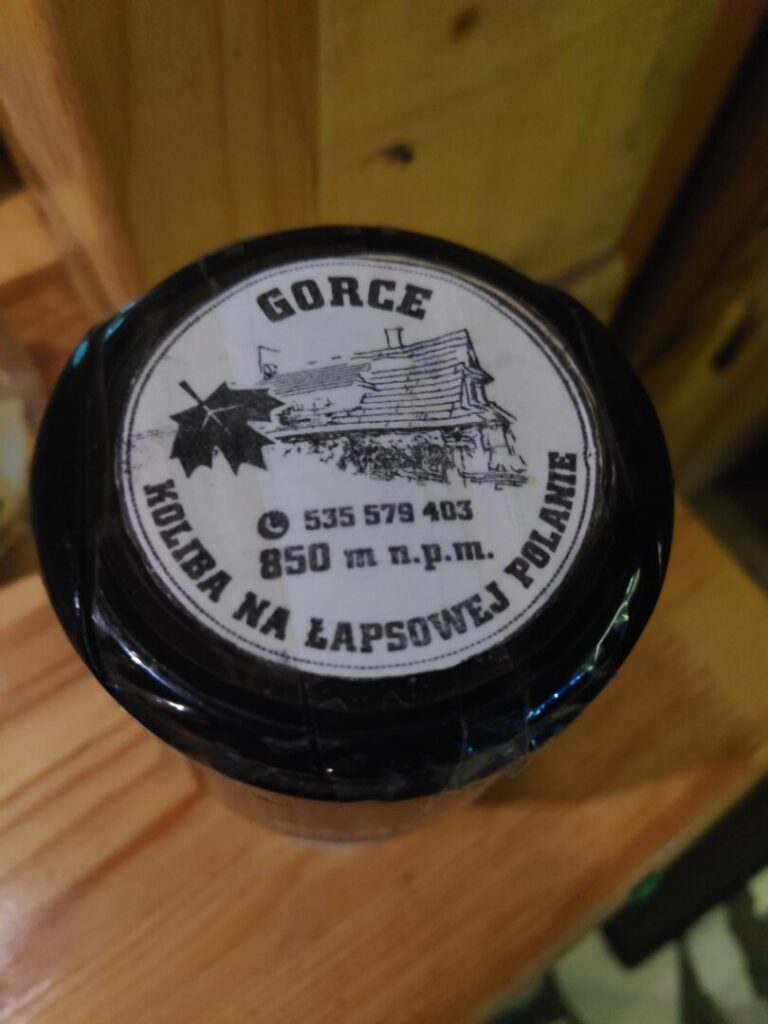 GORCE
535 579 403
850 m n.p.m.
KOLIBA NA ŁAPSOWEJ POLANIE